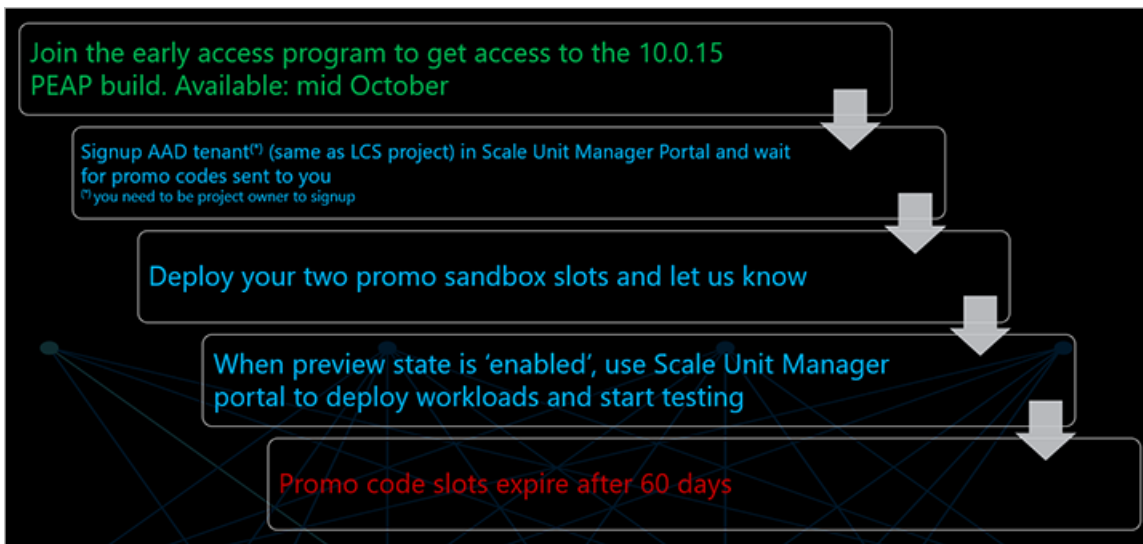 Join the early access program to get access to the 10.0.15
PEAP build. Available: mid October
Signup AAD tenant(*) (same as LCS project) in Scale Unit Manager Portal and wait
for promo codes sent to you
(*) you need to be project owner to signup
Deploy your two promo sandbox slots and let us know
When preview state is ‘enabled’, use Scale Unit Manager
portal to deploy workloads and start testing
Promo code slots expire after 60 days